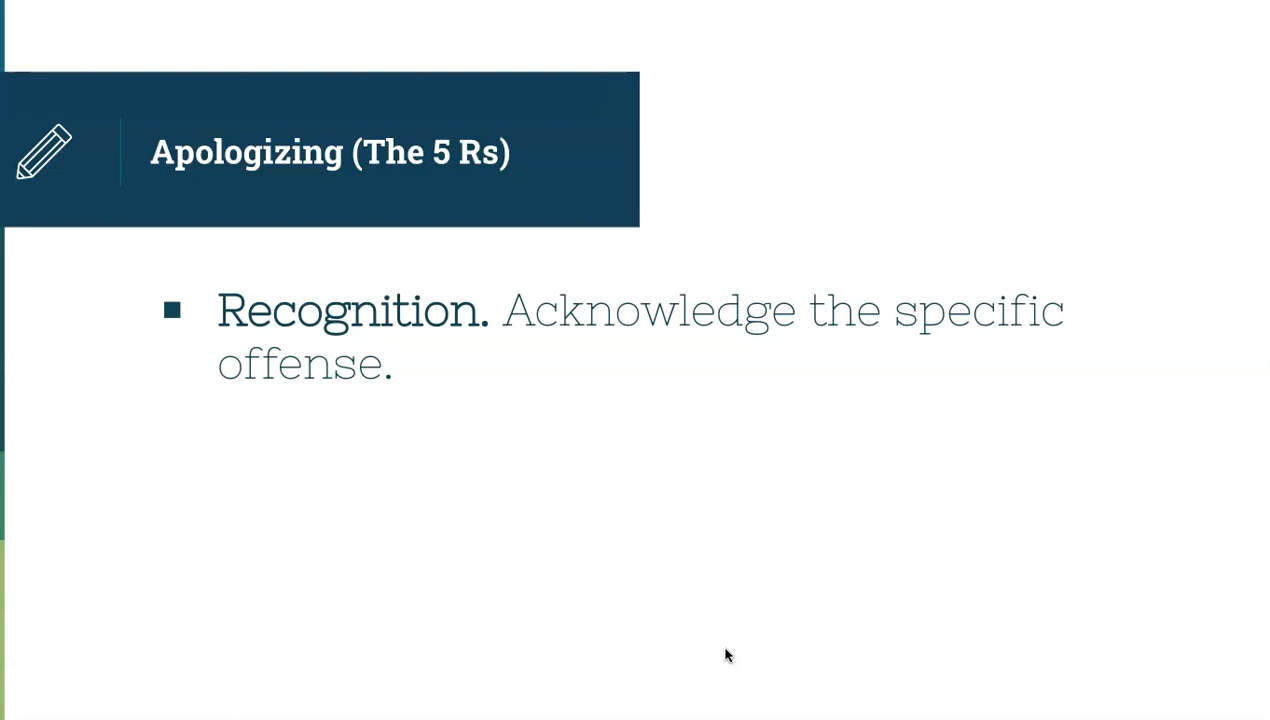 Apologizing (The 5 Rs)
Recognition. Acknowledge the specific
offense.